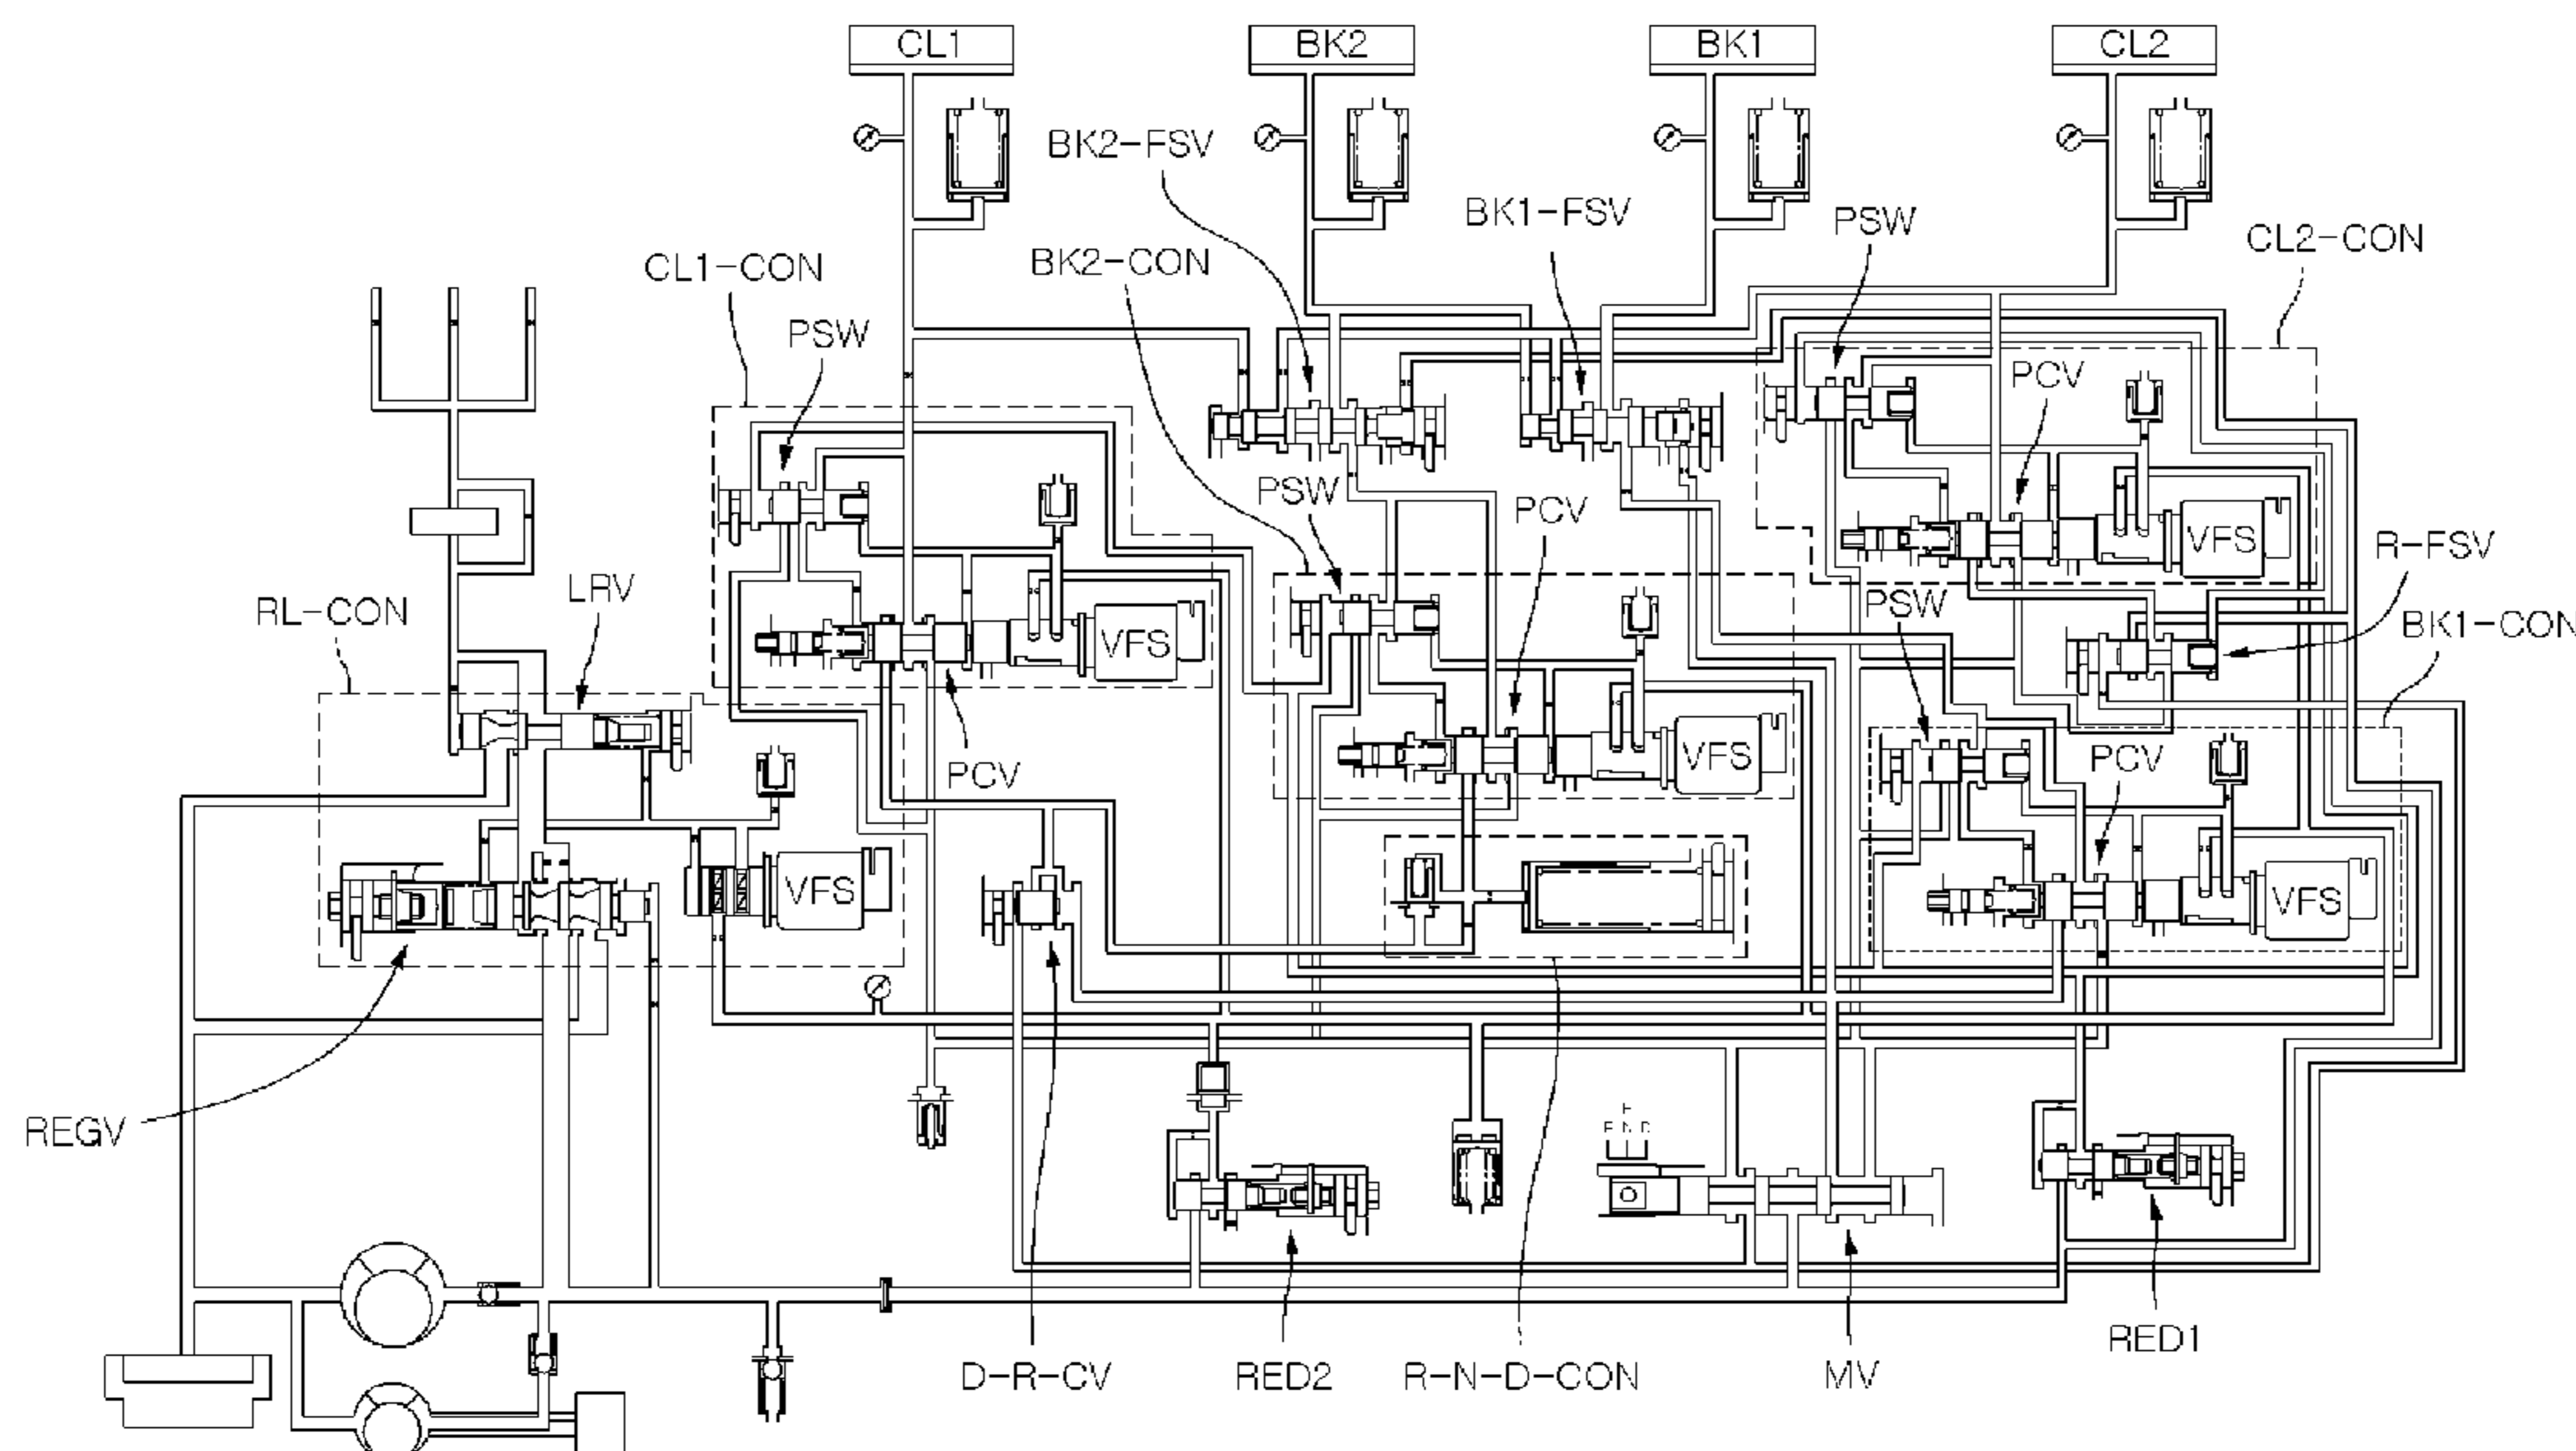 CL1
BK2
BK1
CL2
BK2-FSV
BK1-FSV
PSW
CL2-CON
CL1-CON
BK2-CON
PSW
PCV
PSW
PCV
VFS
R-FSV
LRV
RL-CON
PSW
BK1-CON
VFS
PCV
VFS
PCV
VFS
VFS
REGV
R N D
RED1
D-R-CV
RED2
R-N-D-CON
MV